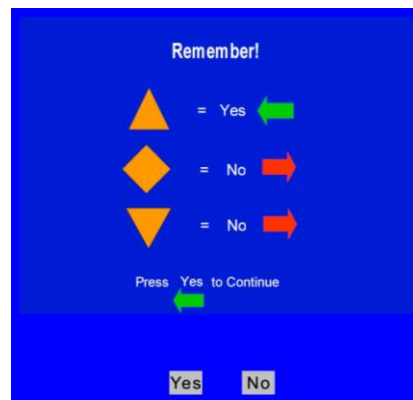 Remember!
= Yes
= No
= No
Press Yes to Continue
Yes No